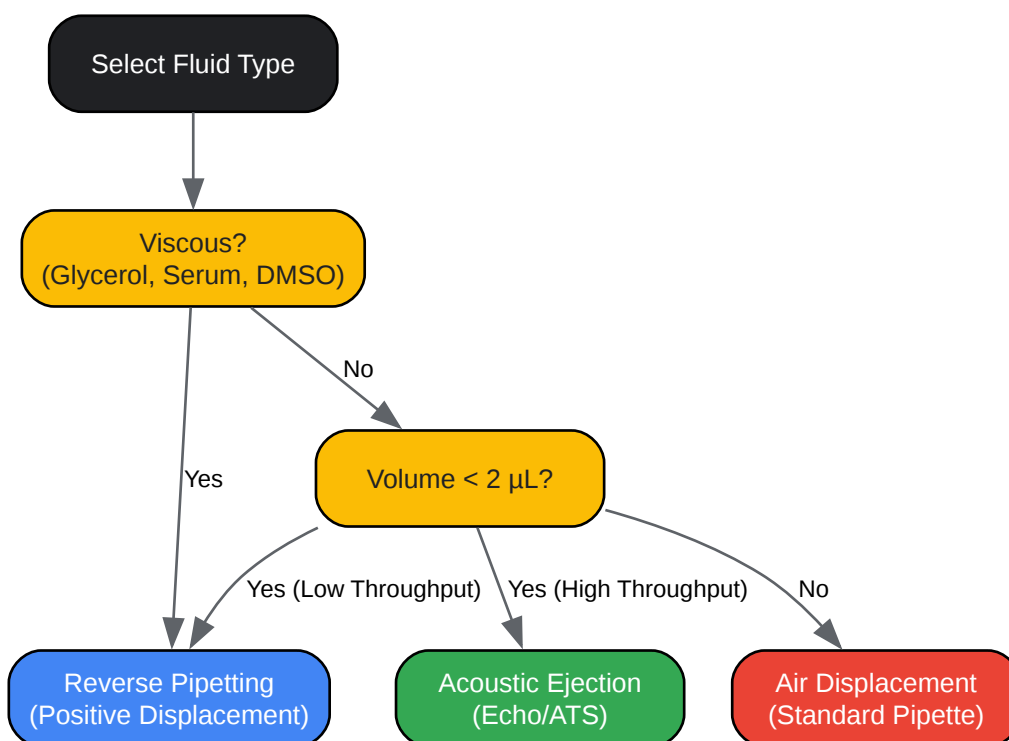 Select Fluid Type
Viscous?
(Glycerol, Serum, DMSO)
No
Volume < 2 µL?
Yes
Yes (Low Throughput)
Yes (High Throughput)
No
Reverse Pipetting
(Positive Displacement)
Acoustic Ejection
(Echo/ATS)
Air Displacement
(Standard Pipette)